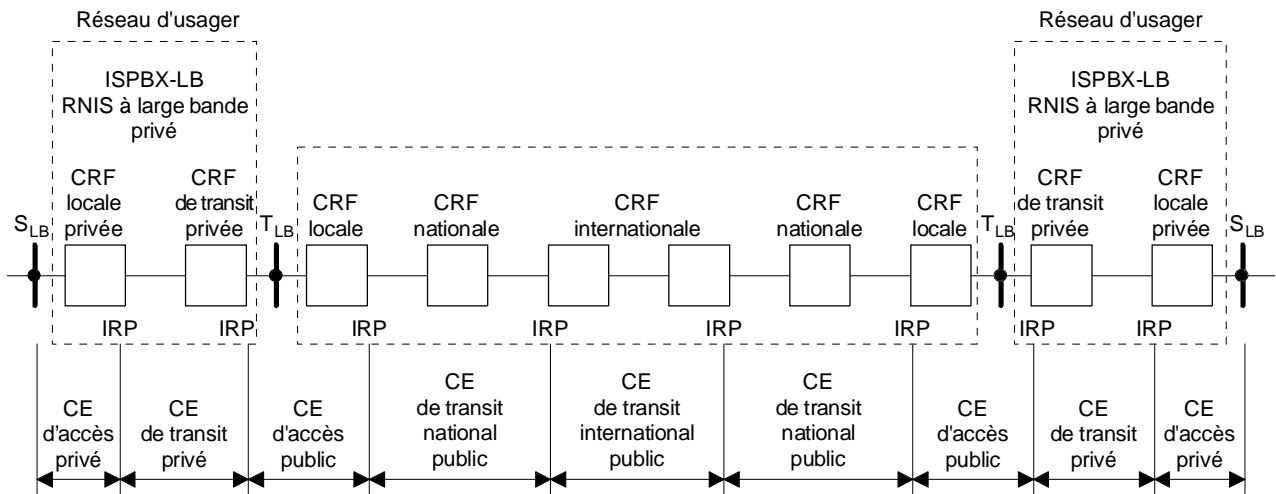 Réseau d'usager
Réseau d'usager
ISPBX-LB
RNIS à large bande
privé
ISPBX-LB
RNIS à large bande
privé
CRF
locale
privée
CRF
de transit
privée
CRF
locale
CRF
nationale
CRF
internationale
CRF
nationale
CRF
locale
CRF
de transit
privée
CRF
locale
privée
S_LB
T_LB
T_LB
S_LB
IRP
IRP
IRP
IRP
IRP
IRP
IRP
IRP
CE
d'accès
privé
CE
de transit
privé
CE
d'accès
public
CE
de transit
national
public
CE
de transit
international
public
CE
de transit
national
public
CE
d'accès
public
CE
de transit
privé
CE
d'accès
privé